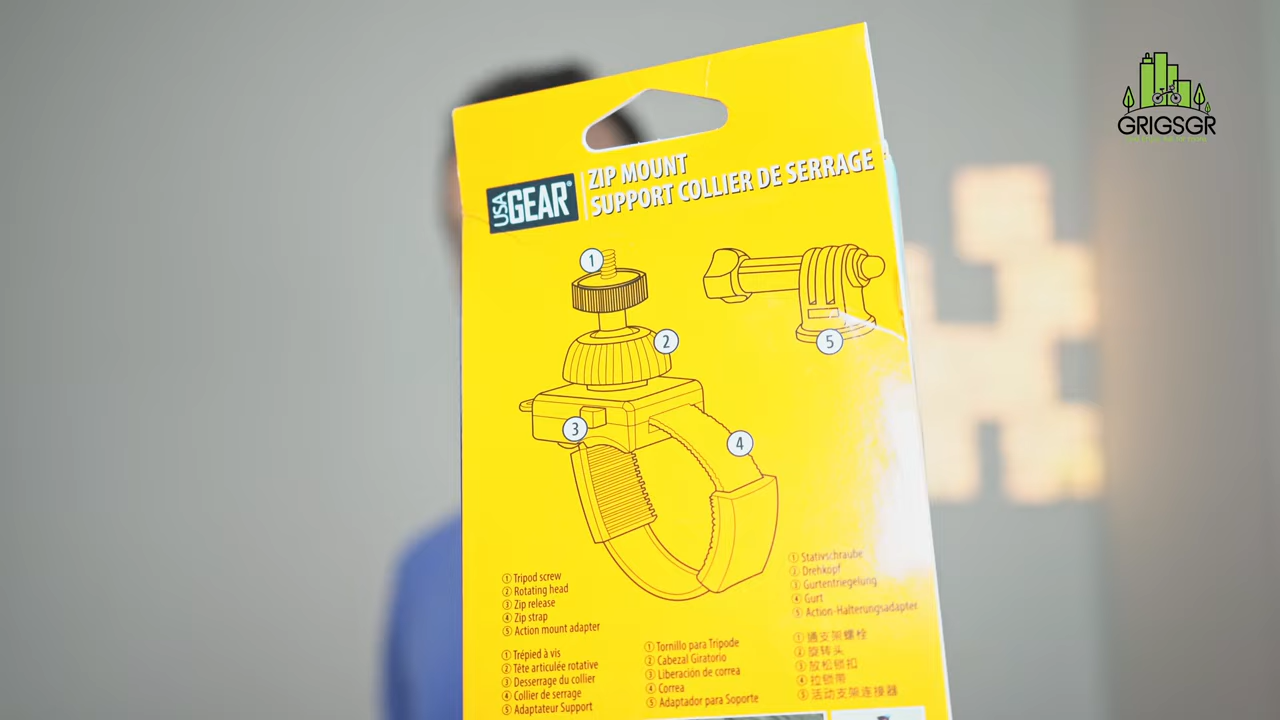 GRIGSGR
USA GEAR®
ZIP MOUNT
SUPPORT COLLIER DE SERRAGE
1
2
3
4
5
① Tripod screw
② Rotating head
③ Zip release
④ Zip strap
⑤ Action mount adapter
① Trépied à vis
② Tête articulée rotative
③ Desserrage du collier
④ Collier de serrage
⑤ Adaptateur Support
① Tornillo para Tripode
② Cabezal Giratorio
③ Liberación de correa
④ Correa
⑤ Adaptador para Soporte
① Stativschraube
② Drehkopf
③ Gurtentriegelung
④ Gurt
⑤ Action-Halterungsadapter
① 通支架螺栓
② 旋转头
③ 放松锁扣
④ 拉锁带
⑤ 活动支架连接器